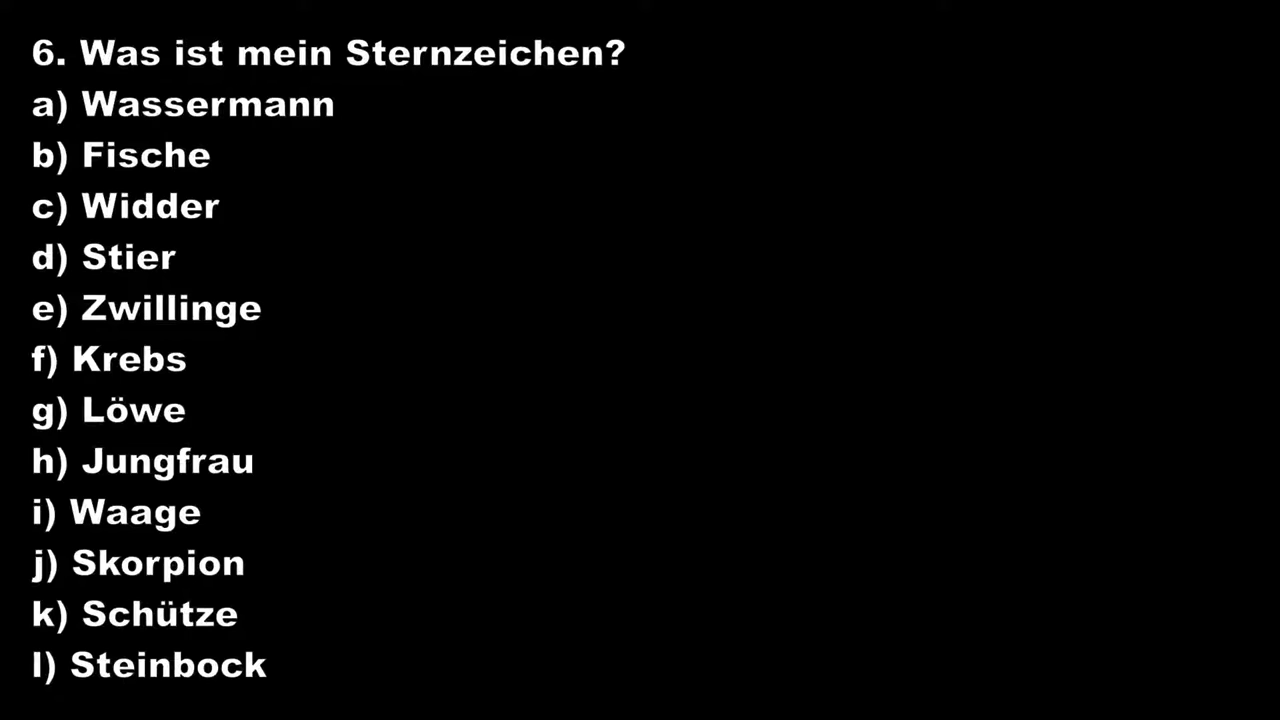 6. Was ist mein Sternzeichen?
a) Wassermann
b) Fische
c) Widder
d) Stier
e) Zwillinge
f) Krebs
g) Löwe
h) Jungfrau
i) Waage
j) Skorpion
k) Schütze
l) Steinbock